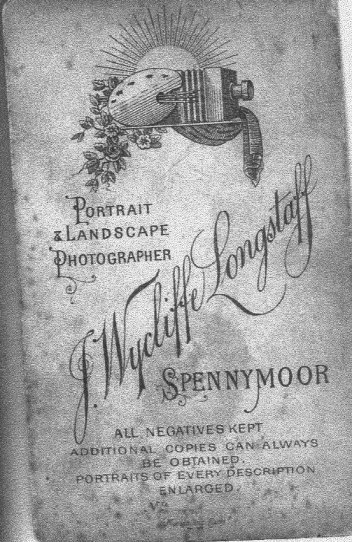 PORTRAIT
& LANDSCAPE
PHOTOGRAPHER
J. Wycliffe Longstaff
SPENNYMOOR
ALL NEGATIVES KEPT
ADDITIONAL COPIES CAN ALWAYS
BE OBTAINED.
PORTRAITS OF EVERY DESCRIPTION
ENLARGED.